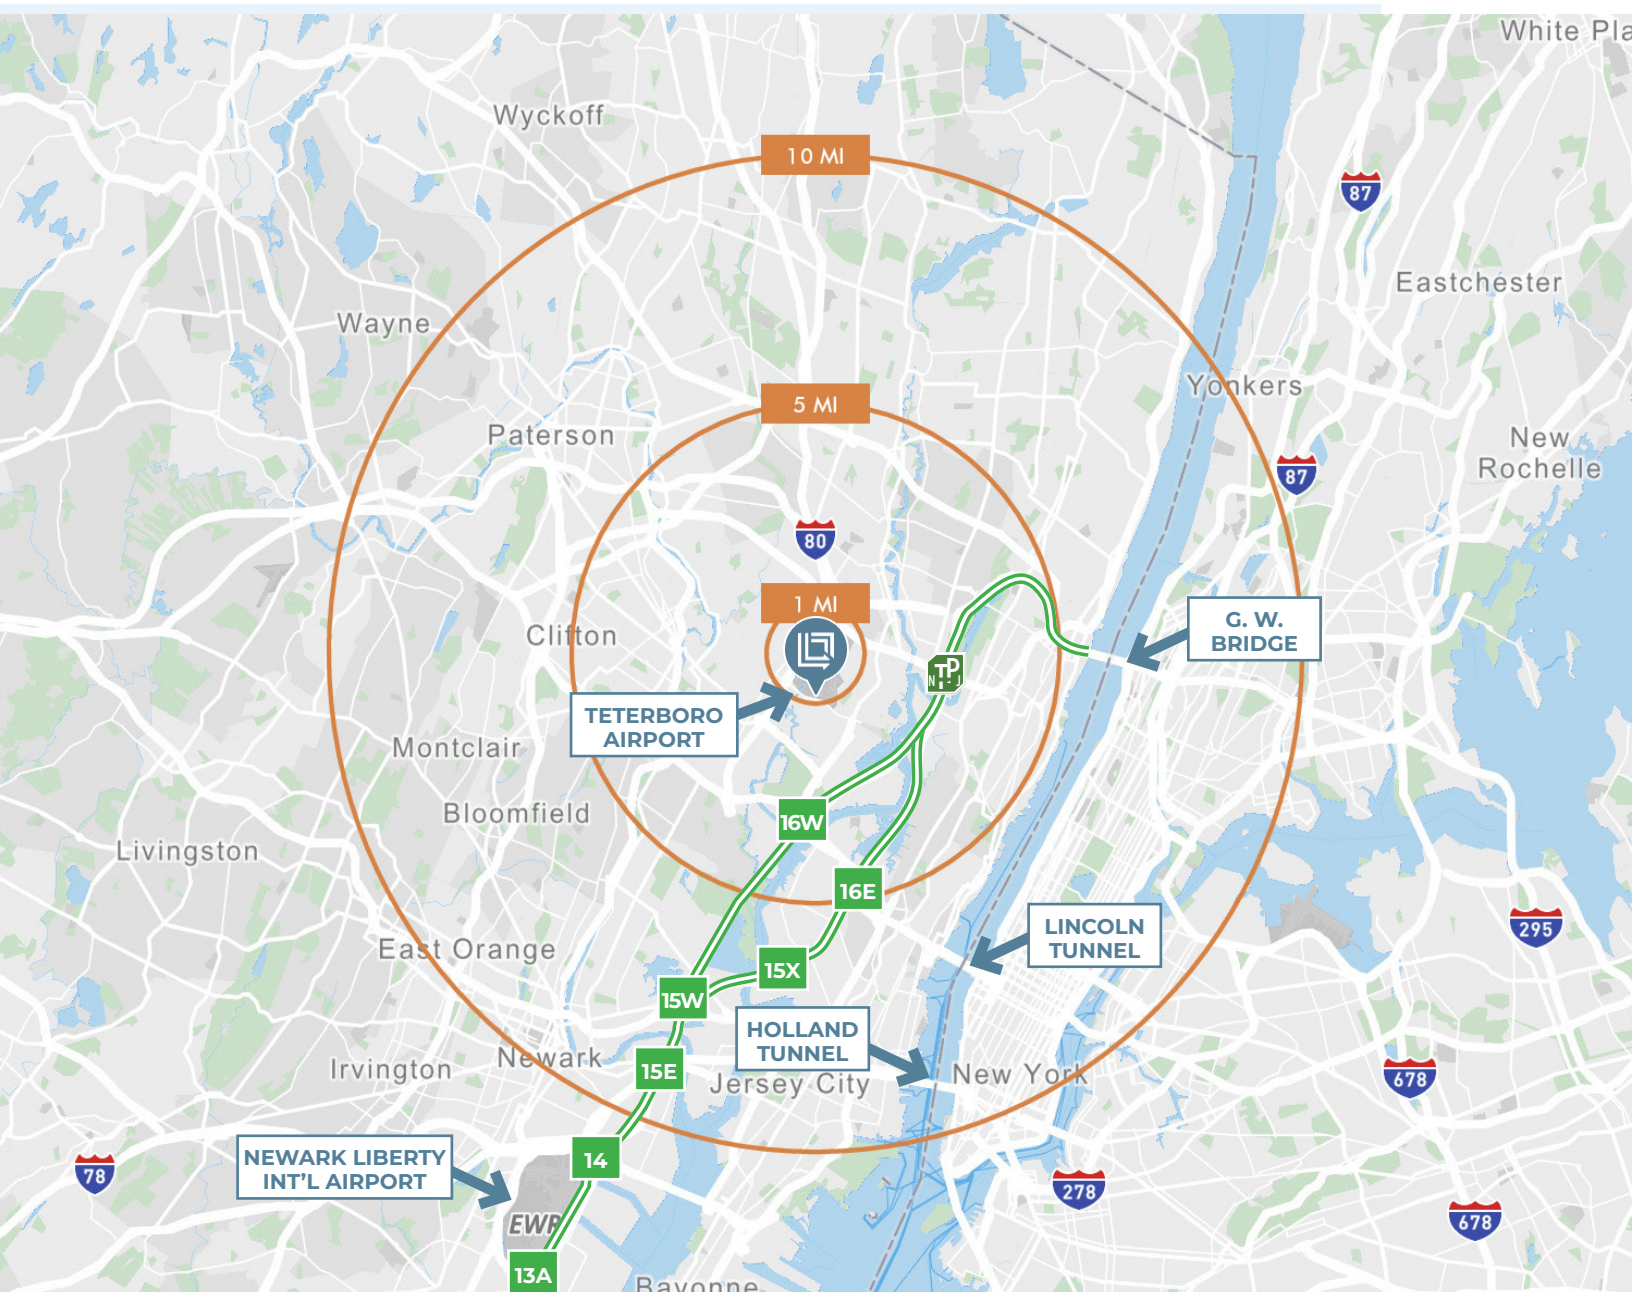 White Pla
Wyckoff
10 MI
87
Eastchester
Wayne
Yonkers
5 MI
Paterson
New
Rochelle
87
80
1 MI
G. W.
BRIDGE
Clifton
TP
N J
TETERBORO
AIRPORT
Montclair
Bloomfield
16W
Livingston
16E
LINCOLN
TUNNEL
295
East Orange
15X
15W
HOLLAND
TUNNEL
Newark
Irvington
15E
Jersey City
New York
678
NEWARK LIBERTY
INT'L AIRPORT
14
78
278
EWR
678
13A
Bayonne